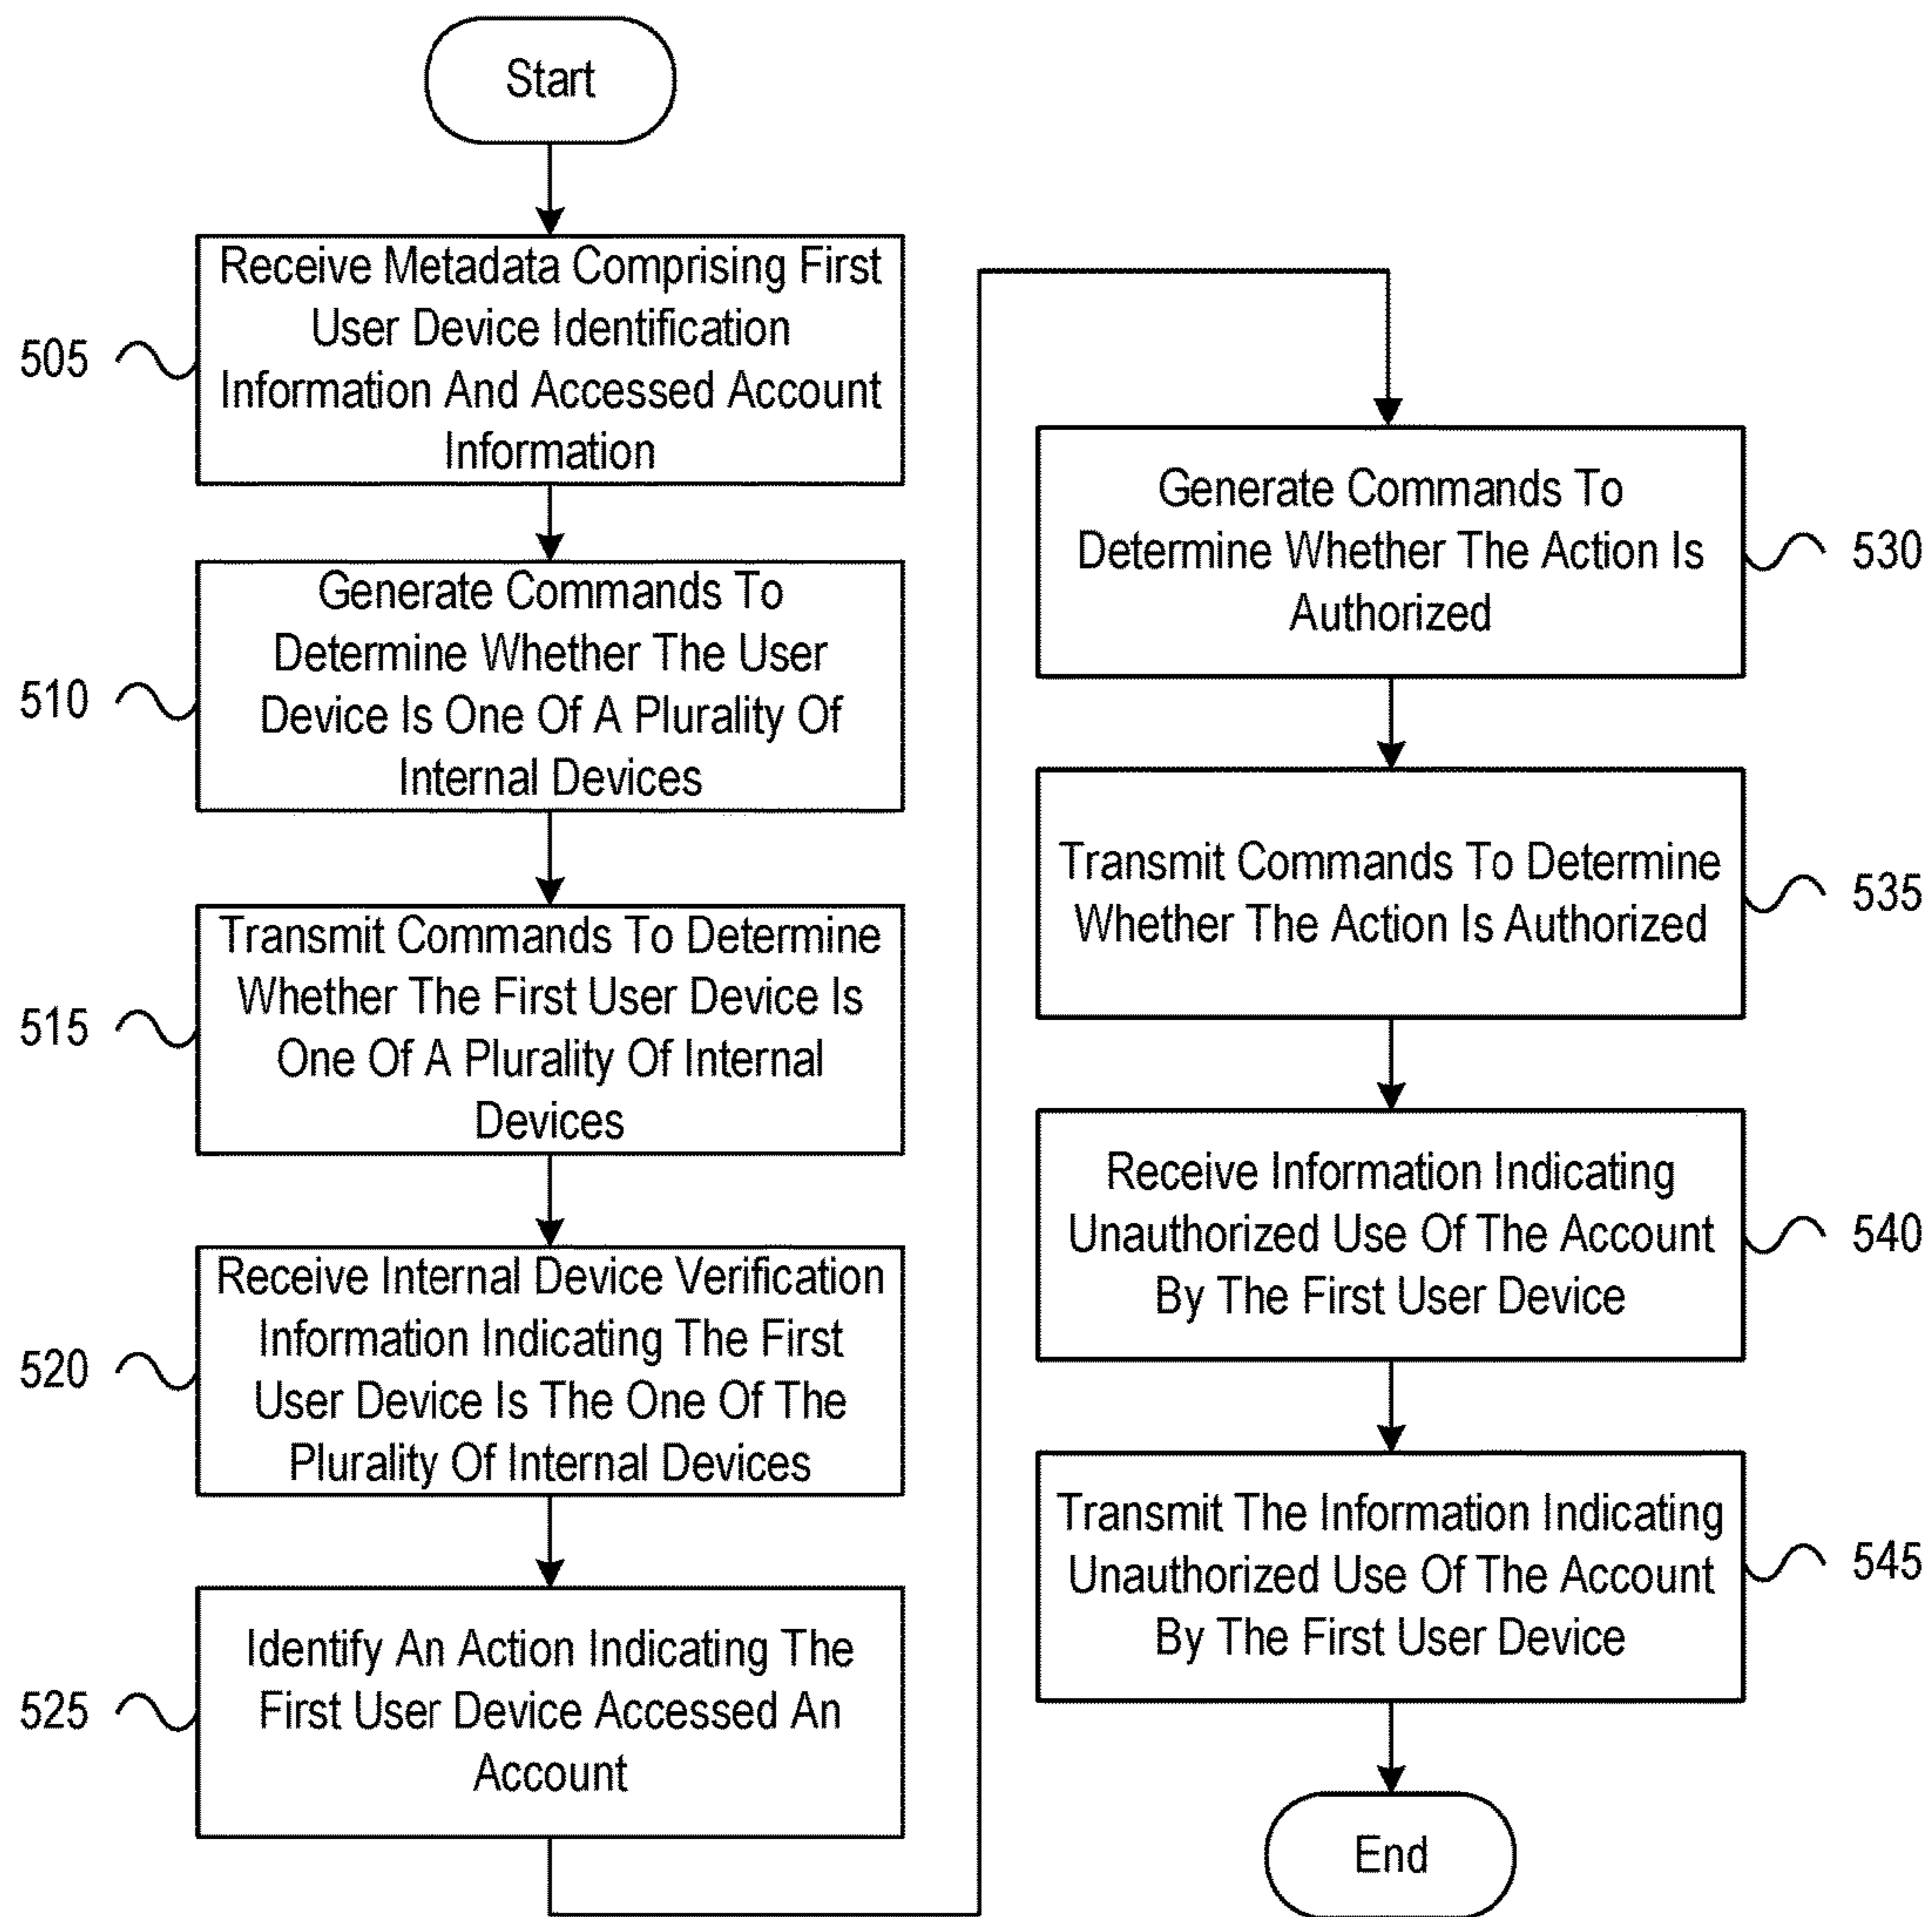 Start
505
Receive Metadata Comprising First
User Device Identification
Information And Accessed Account
Information
510
Generate Commands To
Determine Whether The User
Device Is One Of A Plurality Of
Internal Devices
515
Transmit Commands To Determine
Whether The First User Device Is
One Of A Plurality Of Internal
Devices
520
Receive Internal Device Verification
Information Indicating The First
User Device Is The One Of The
Plurality Of Internal Devices
525
Identify An Action Indicating The
First User Device Accessed An
Account
Generate Commands To
Determine Whether The Action Is
Authorized
530
Transmit Commands To Determine
Whether The Action Is Authorized
535
Receive Information Indicating
Unauthorized Use Of The Account
By The First User Device
540
Transmit The Information Indicating
Unauthorized Use Of The Account
By The First User Device
545
End